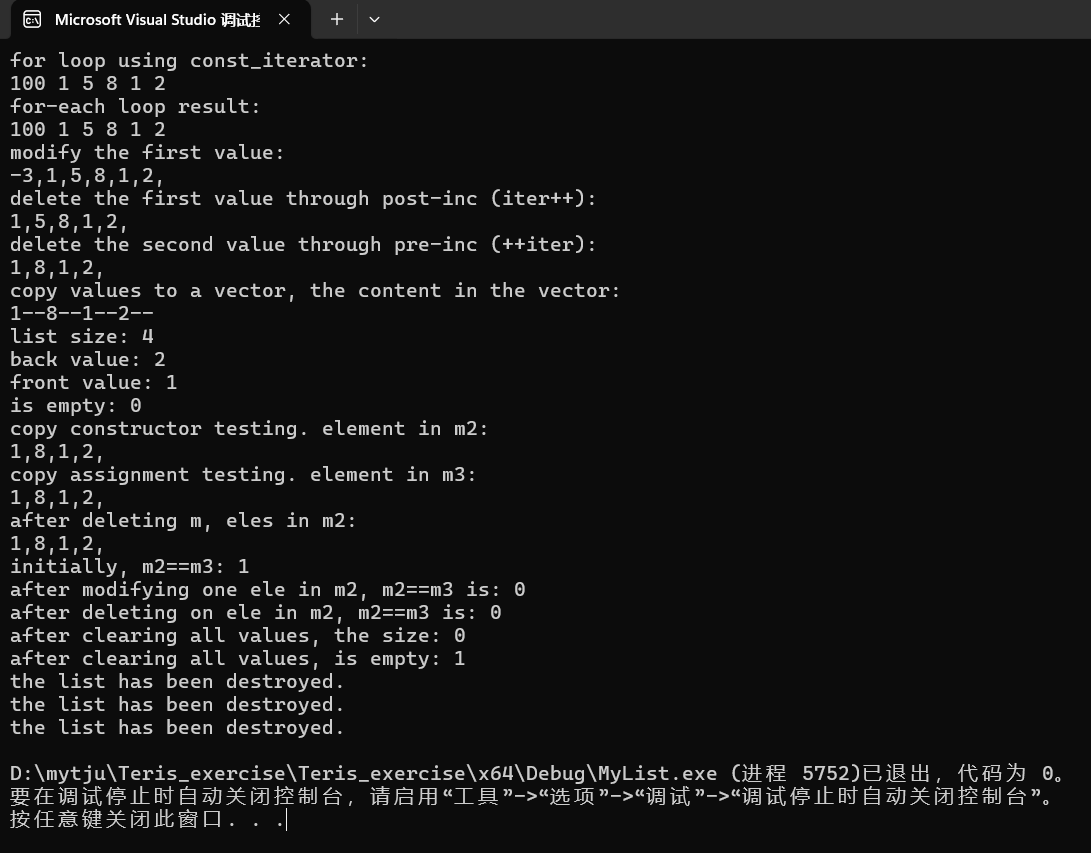 Microsoft Visual Studio 调试
for loop using const_iterator:
100 1 5 8 1 2
for-each loop result:
100 1 5 8 1 2
modify the first value:
-3,1,5,8,1,2,
delete the first value through post-inc (iter++):
1,5,8,1,2,
delete the second value through pre-inc (++iter):
1,8,1,2,
copy values to a vector, the content in the vector:
1--8--1--2--
list size: 4
back value: 2
front value: 1
is empty: 0
copy constructor testing. element in m2:
1,8,1,2,
copy assignment testing. element in m3:
1,8,1,2,
after deleting m, eles in m2:
1,8,1,2,
initially, m2==m3: 1
after modifying one ele in m2, m2==m3 is: 0
after deleting on ele in m2, m2==m3 is: 0
after clearing all values, the size: 0
after clearing all values, is empty: 1
the list has been destroyed.
the list has been destroyed.
the list has been destroyed.
D:\mytju\Teris_exercise\Teris_exercise\x64\Debug\MyList.exe (进程 5752)已退出，代码为 0。
要在调试停止时自动关闭控制台，请启用“工具”->“选项”->“调试”->“调试停止时自动关闭控制台”。
按任意键关闭此窗口. . .